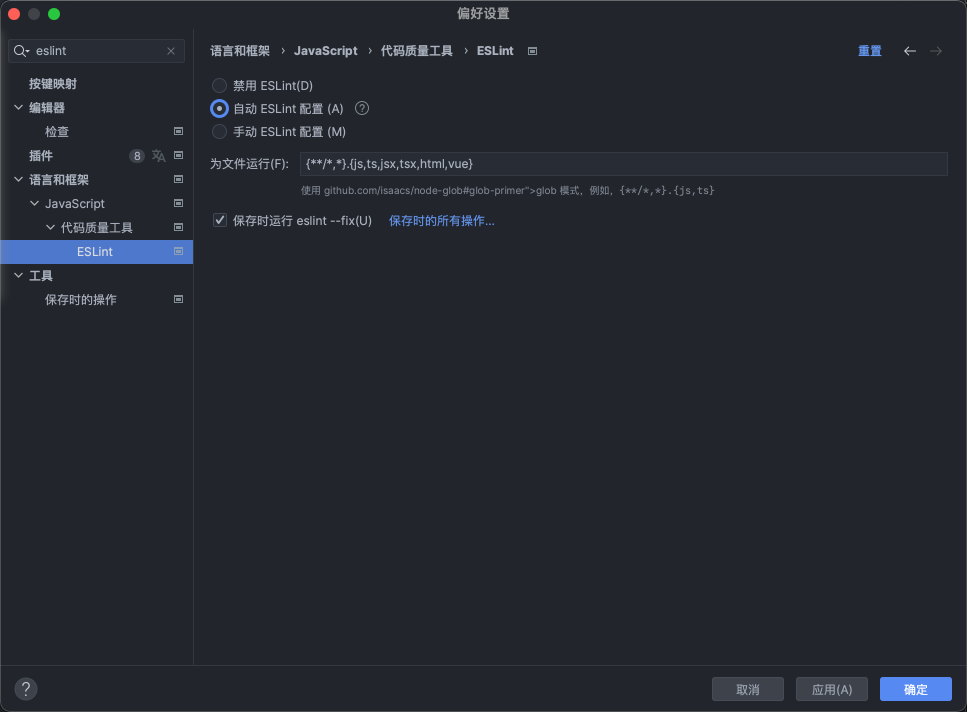 偏好设置
eslint
按键映射
编辑器
检查
插件 8
语言和框架
JavaScript
代码质量工具
ESLint
工具
保存时的操作
语言和框架 › JavaScript › 代码质量工具 › ESLint
重置
禁用 ESLint(D)
自动 ESLint 配置 (A) ?
手动 ESLint 配置 (M)
为文件运行(F): {**/*,*}.{js,ts,jsx,tsx,html,vue}
使用 github.com/isaacs/node-glob#glob-primer">glob 模式，例如，{**/*,*}.{js,ts}
保存时运行 eslint --fix(U) 保存时的所有操作...
?
取消 应用(A) 确定